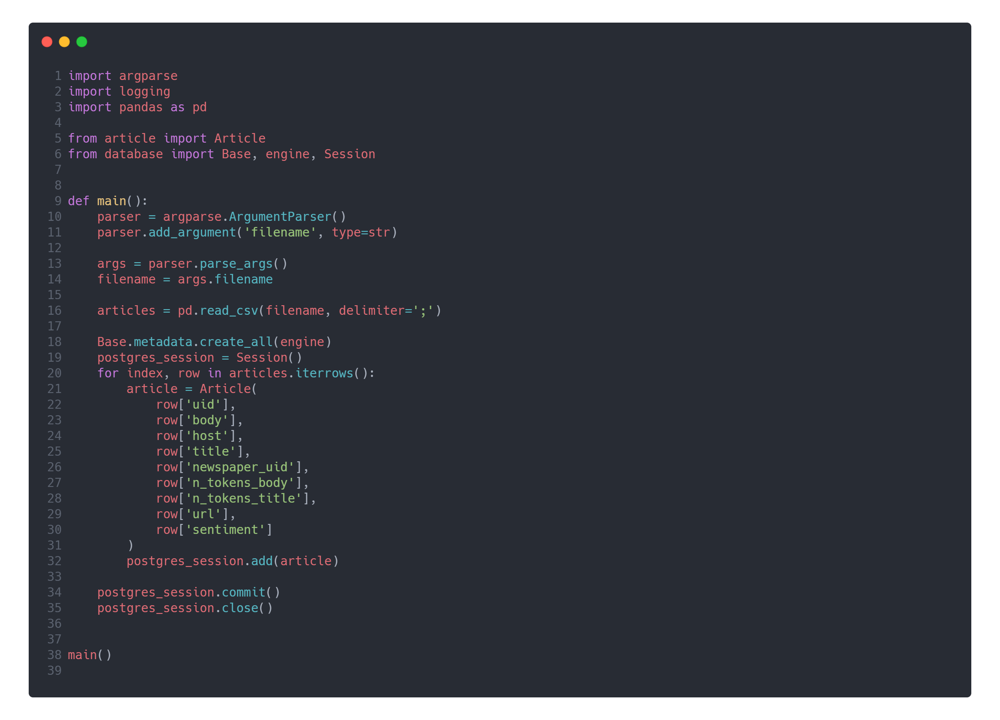 1 import argparse
2 import logging
3 import pandas as pd
4
5 from article import Article
6 from database import Base, engine, Session
7
8
9 def main():
10     parser = argparse.ArgumentParser()
11     parser.add_argument('filename', type=str)
12
13     args = parser.parse_args()
14     filename = args.filename
15
16     articles = pd.read_csv(filename, delimiter=';')
17
18     Base.metadata.create_all(engine)
19     postgres_session = Session()
20     for index, row in articles.iterrows():
21         article = Article(
22             row['uid'],
23             row['body'],
24             row['host'],
25             row['title'],
26             row['newspaper_uid'],
27             row['n_tokens_body'],
28             row['n_tokens_title'],
29             row['url'],
30             row['sentiment']
31         )
32         postgres_session.add(article)
33
34     postgres_session.commit()
35     postgres_session.close()
36
37
38 main()
39